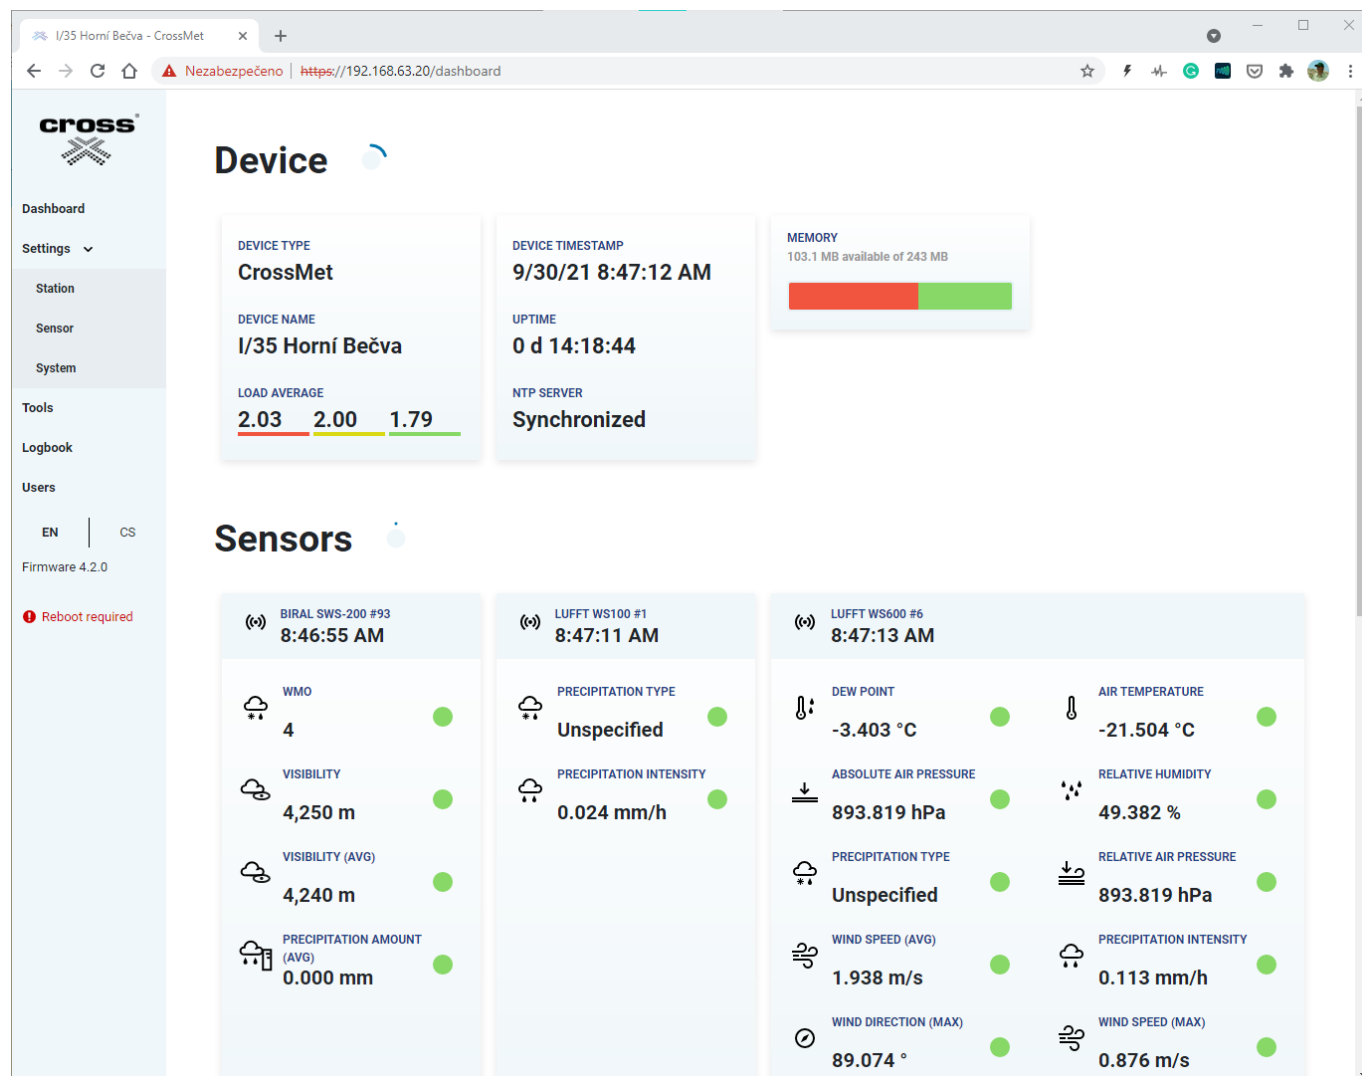 I/35 Horní Bečva - CrossMet
Nezabezpečeno | https://192.168.63.20/dashboard
cross
Dashboard
Settings
Station
Sensor
System
Tools
Logbook
Users
EN | CS
Firmware 4.2.0
Reboot required
Device
DEVICE TYPE
CrossMet
DEVICE NAME
I/35 Horní Bečva
LOAD AVERAGE
2.03 2.00 1.79
DEVICE TIMESTAMP
9/30/21 8:47:12 AM
UPTIME
0 d 14:18:44
NTP SERVER
Synchronized
MEMORY
103.1 MB available of 243 MB
Sensors
BIRAL SWS-200 #93
8:46:55 AM
WMO
4
VISIBILITY
4,250 m
VISIBILITY (AVG)
4,240 m
PRECIPITATION AMOUNT
(AVG)
0.000 mm
LUFFT WS100 #1
8:47:11 AM
PRECIPITATION TYPE
Unspecified
PRECIPITATION INTENSITY
0.024 mm/h
LUFFT WS600 #6
8:47:13 AM
DEW POINT
-3.403 °C
AIR TEMPERATURE
-21.504 °C
ABSOLUTE AIR PRESSURE
893.819 hPa
RELATIVE HUMIDITY
49.382 %
PRECIPITATION TYPE
Unspecified
RELATIVE AIR PRESSURE
893.819 hPa
WIND SPEED (AVG)
1.938 m/s
PRECIPITATION INTENSITY
0.113 mm/h
WIND DIRECTION (MAX)
89.074 °
WIND SPEED (MAX)
0.876 m/s